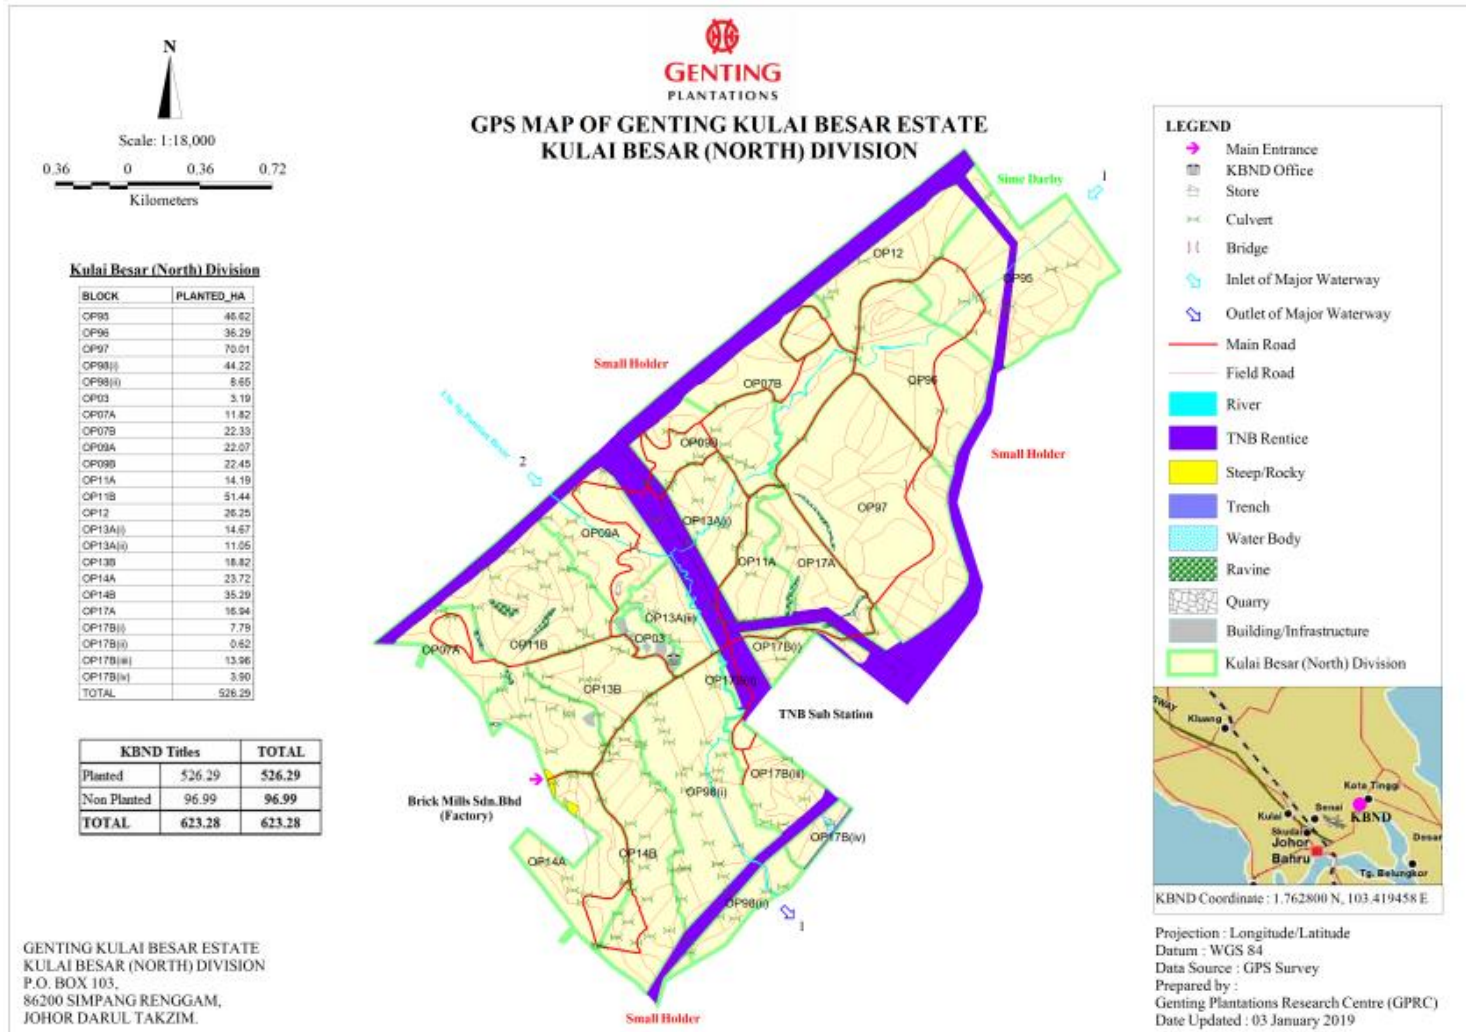 N
Scale: 1:18,000
0.36 0 0.36 0.72
Kilometers
GENTING
PLANTATIONS
GPS MAP OF GENTING KULAI BESAR ESTATE
KULAI BESAR (NORTH) DIVISION
Kulai Besar (North) Division
BLOCK PLANTED_HA
OP95 46.62
OP96 36.29
OP97 70.01
OP98(i) 44.22
OP98(ii) 8.65
OP03 3.19
OP07A 11.82
OP07B 22.33
OP09A 22.07
OP09B 22.45
OP11A 14.19
OP11B 51.44
OP12 26.25
OP13A(i) 14.67
OP13A(ii) 11.05
OP13B 18.82
OP14A 23.72
OP14B 35.29
OP17A 16.94
OP17B(i) 7.79
OP17B(ii) 0.62
OP17B(iii) 13.96
OP17B(iv) 3.90
TOTAL 526.29
KBND Titles TOTAL
Planted 526.29 526.29
Non Planted 96.99 96.99
TOTAL 623.28 623.28
GENTING KULAI BESAR ESTATE
KULAI BESAR (NORTH) DIVISION
P.O. BOX 103,
86200 SIMPANG RENGGAM,
JOHOR DARUL TAKZIM.
Sime Darby
1
OP12
OP95
Small Holder
OP07B
OP96
OP09B
Small Holder
2
OP97
OP13A(i)
OP09A
OP11A
OP17A
OP13A(ii)
OP03
OP07A
OP11B
OP17B(i)
OP17B(ii)
OP13B
TNB Sub Station
OP17B(iii)
OP98(i)
Brick Mills Sdn.Bhd
(Factory)
OP17B(iv)
OP14A
OP14B
OP98(ii)
1
Small Holder
LEGEND
Main Entrance
KBND Office
Store
Culvert
Bridge
Inlet of Major Waterway
Outlet of Major Waterway
Main Road
Field Road
River
TNB Rentice
Steep/Rocky
Trench
Water Body
Ravine
Quarry
Building/Infrastructure
Kulai Besar (North) Division
SWAY
Kluang
Kota Tinggi
Kulai
Senai
KBND
Skudai
Johor
Bahru
Desar
Tg. Belungkor
KBND Coordinate : 1.762800 N, 103.419458 E
Projection : Longitude/Latitude
Datum : WGS 84
Data Source : GPS Survey
Prepared by :
Genting Plantations Research Centre (GPRC)
Date Updated : 03 January 2019